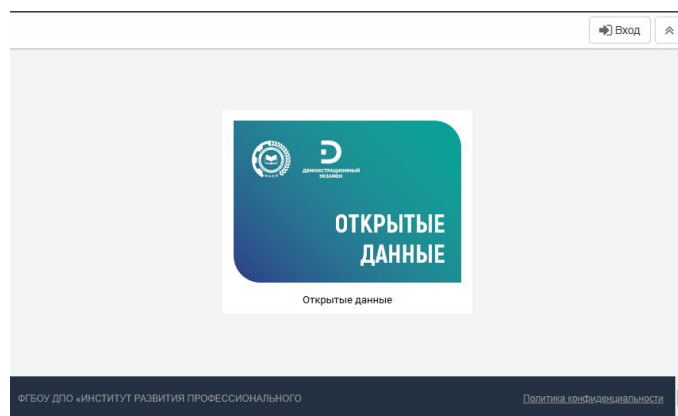 Вход
ДЕМОНСТРАЦИОННЫЙ
ЭКЗАМЕН
ОТКРЫТЫЕ
ДАННЫЕ
Открытые данные
ФГБОУ ДПО «ИНСТИТУТ РАЗВИТИЯ ПРОФЕССИОНАЛЬНОГО
Политика конфиденциальности